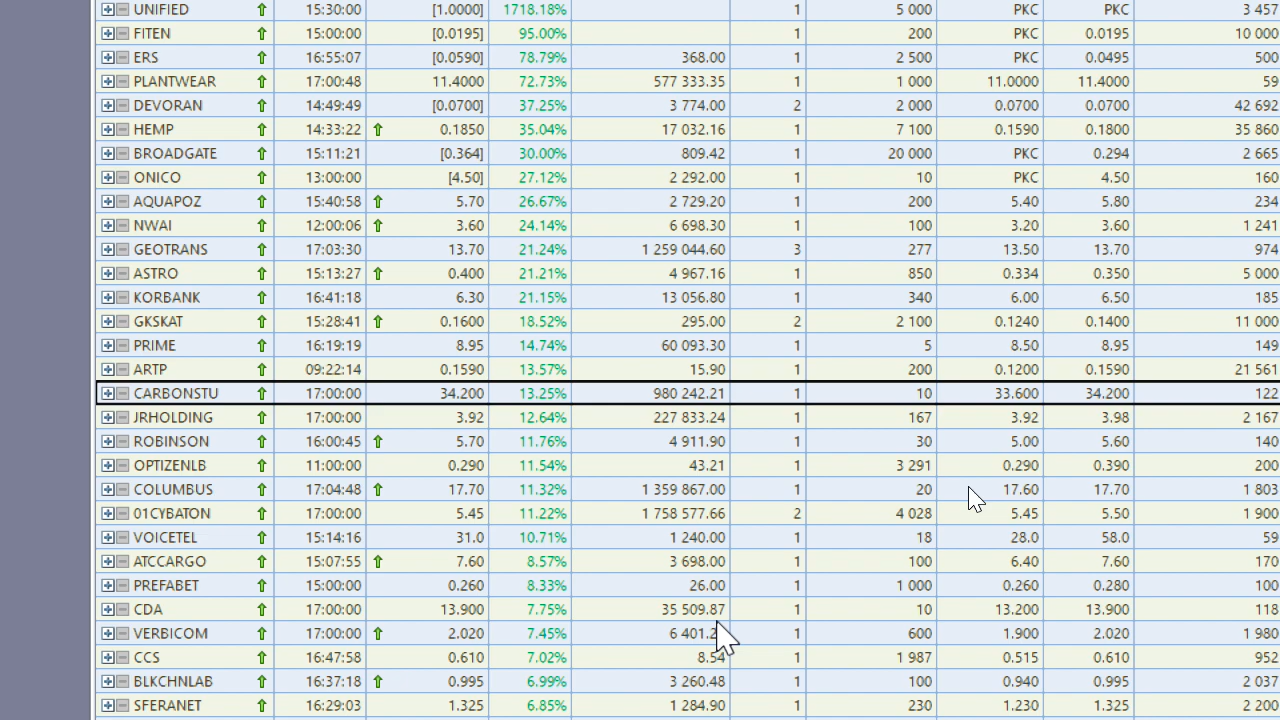 UNIFIED 15:30:00 [1.0000] 1718.18% 1 5 000 PKC PKC 3 457
FITEN 15:00:00 [0.0195] 95.00% 1 200 PKC 0.0195 10 000
ERS 16:55:07 [0.0590] 78.79% 368.00 1 2 500 PKC 0.0495 500
PLANTWEAR 17:00:48 11.4000 72.73% 577 333.35 1 1 000 11.0000 11.4000 59
DEVORAN 14:49:49 [0.0700] 37.25% 3 774.00 2 2 000 0.0700 0.0700 42 692
HEMP 14:33:22 0.1850 35.04% 17 032.16 1 7 100 0.1590 0.1800 35 860
BROADGATE 15:11:21 [0.364] 30.00% 809.42 1 20 000 PKC 0.294 2 665
ONICO 13:00:00 [4.50] 27.12% 2 292.00 1 10 PKC 4.50 160
AQUAPOZ 15:40:58 5.70 26.67% 2 729.20 1 200 5.40 5.80 234
NWAI 12:00:06 3.60 24.14% 6 698.30 1 100 3.20 3.60 1 241
GEOTRANS 17:03:30 13.70 21.24% 1 259 044.60 3 277 13.50 13.70 974
ASTRO 15:13:27 0.400 21.21% 4 967.16 1 850 0.334 0.350 5 000
KORBANK 16:41:18 6.30 21.15% 13 056.80 1 340 6.00 6.50 185
GKSKAT 15:28:41 0.1600 18.52% 295.00 2 2 100 0.1240 0.1400 11 000
PRIME 16:19:19 8.95 14.74% 60 093.30 1 5 8.50 8.95 149
ARTP 09:22:14 0.1590 13.57% 15.90 1 200 0.1200 0.1590 21 561
CARBONSTU 17:00:00 34.200 13.25% 980 242.21 1 10 33.600 34.200 122
JRHOLDING 17:00:00 3.92 12.64% 227 833.24 1 167 3.92 3.98 2 167
ROBINSON 16:00:45 5.70 11.76% 4 911.90 1 30 5.00 5.60 140
OPTIZENLB 11:00:00 0.290 11.54% 43.21 1 3 291 0.290 0.390 200
COLUMBUS 17:04:48 17.70 11.32% 1 359 867.00 1 20 17.60 17.70 1 803
01CYBATON 17:00:00 5.45 11.22% 1 758 577.66 2 4 028 5.45 5.50 1 900
VOICETEL 15:14:16 31.0 10.71% 1 240.00 1 18 28.0 58.0 59
ATCCARGO 15:07:55 7.60 8.57% 3 698.00 1 100 6.40 7.60 170
PREFABET 15:00:00 0.260 8.33% 26.00 1 1 000 0.260 0.280 100
CDA 17:00:00 13.900 7.75% 35 509.87 1 10 13.200 13.900 118
VERBICOM 17:00:00 2.020 7.45% 1 600 1.900 2.020 1 980
CCS 16:47:58 0.610 7.02% 8.54 1 1 987 0.515 0.610 952
BLKCHNLAB 16:37:18 0.995 6.99% 3 260.48 1 100 0.940 0.995 2 037
SFERANET 16:29:03 1.325 6.85% 1 284.90 1 230 1.230 1.325 2 200